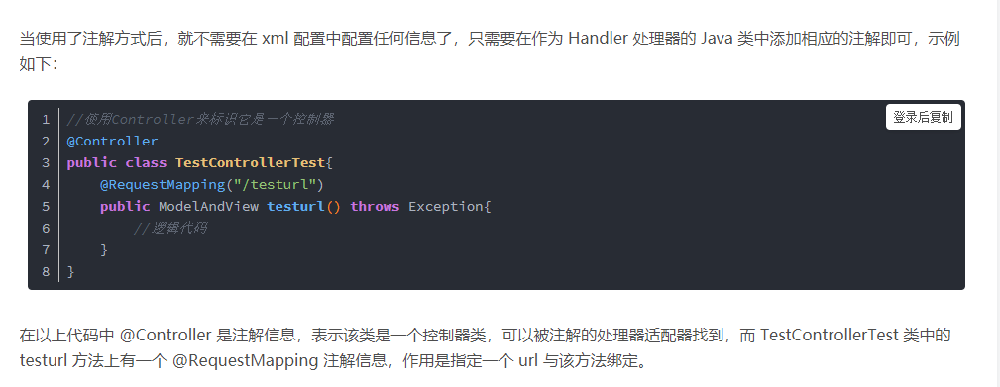 当使用了注解方式后，就不需要在 xml 配置中配置任何信息了，只需要在作为 Handler 处理器的 Java 类中添加相应的注解即可，示例
如下：
登录后复制
1 //使用Controller来标识它是一个控制器
2 @Controller
3 public class TestControllerTest{
4     @RequestMapping("/testurl")
5     public ModelAndView testurl() throws Exception{
6         //逻辑代码
7     }
8 }
在以上代码中 @Controller 是注解信息，表示该类是一个控制器类，可以被注解的处理器适配器找到，而 TestControllerTest 类中的
testurl 方法上有一个 @RequestMapping 注解信息，作用是指定一个 url 与该方法绑定。